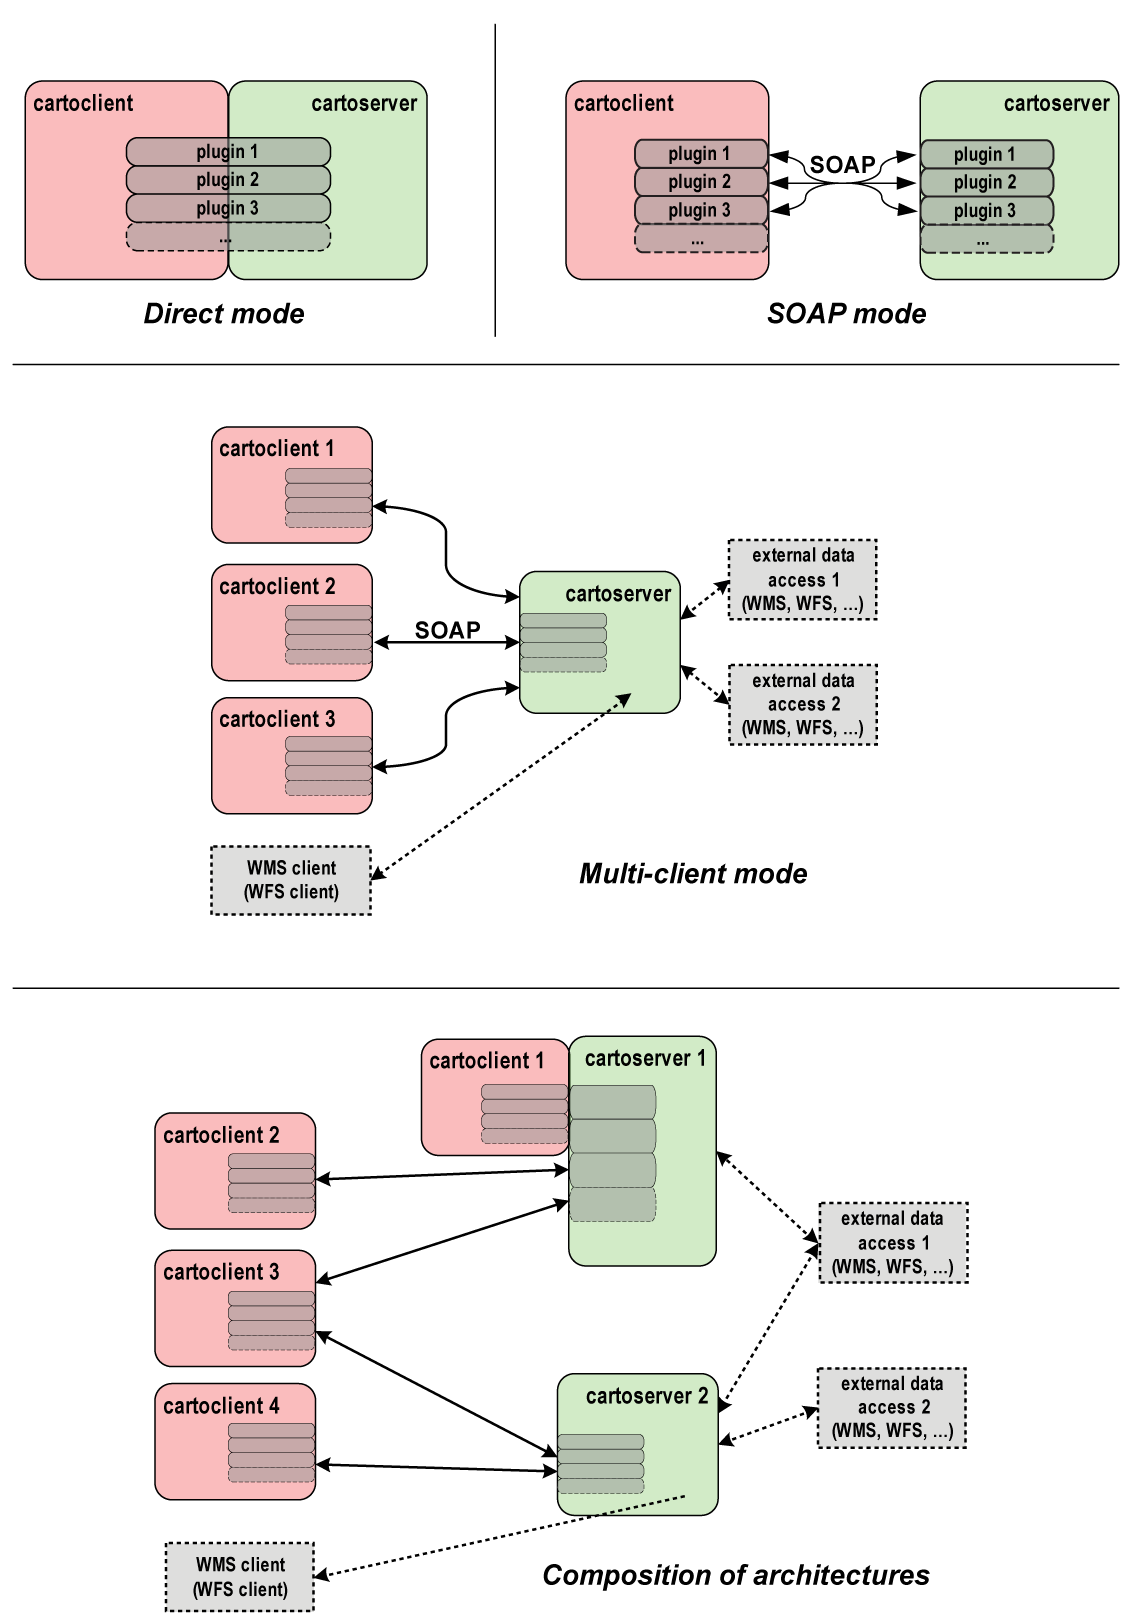 cartoclient
cartoserver
plugin 1
plugin 2
plugin 3
...
Direct mode
cartoclient
cartoserver
plugin 1
plugin 2
plugin 3
...
SOAP
plugin 1
plugin 2
plugin 3
...
SOAP mode
cartoclient 1
cartoclient 2
cartoclient 3
SOAP
cartoserver
external data
access 1
(WMS, WFS, ...)
external data
access 2
(WMS, WFS, ...)
WMS client
(WFS client)
Multi-client mode
cartoclient 1
cartoserver 1
cartoclient 2
cartoclient 3
cartoclient 4
cartoserver 2
external data
access 1
(WMS, WFS, ...)
external data
access 2
(WMS, WFS, ...)
WMS client
(WFS client)
Composition of architectures